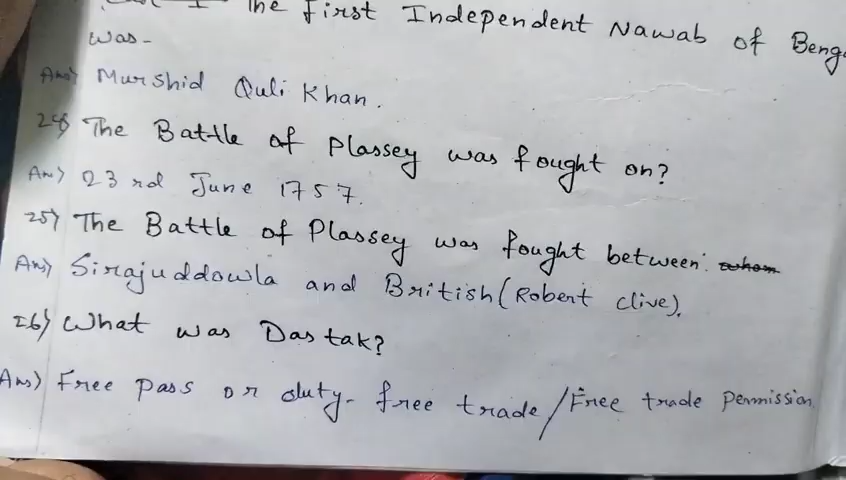 The First Independent Nawab of Beng
was-
Ans) Murshid Quli Khan.
24) The Battle of Plassey was fought on?
Ans) 23 rd June 1757.
25) The Battle of Plassey was fought between.
Ans) Sirajuddowla and British (Robert Clive).
26) What was Dastak?
Ans) Free pass or duty-free trade/Free trade permission